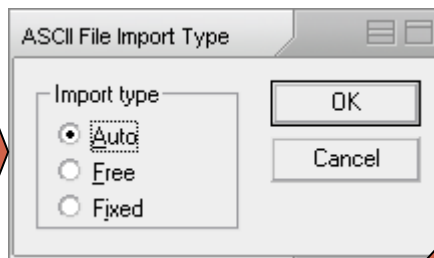 ASCII File Import Type
Import type
Auto
Free
Fixed
OK
Cancel